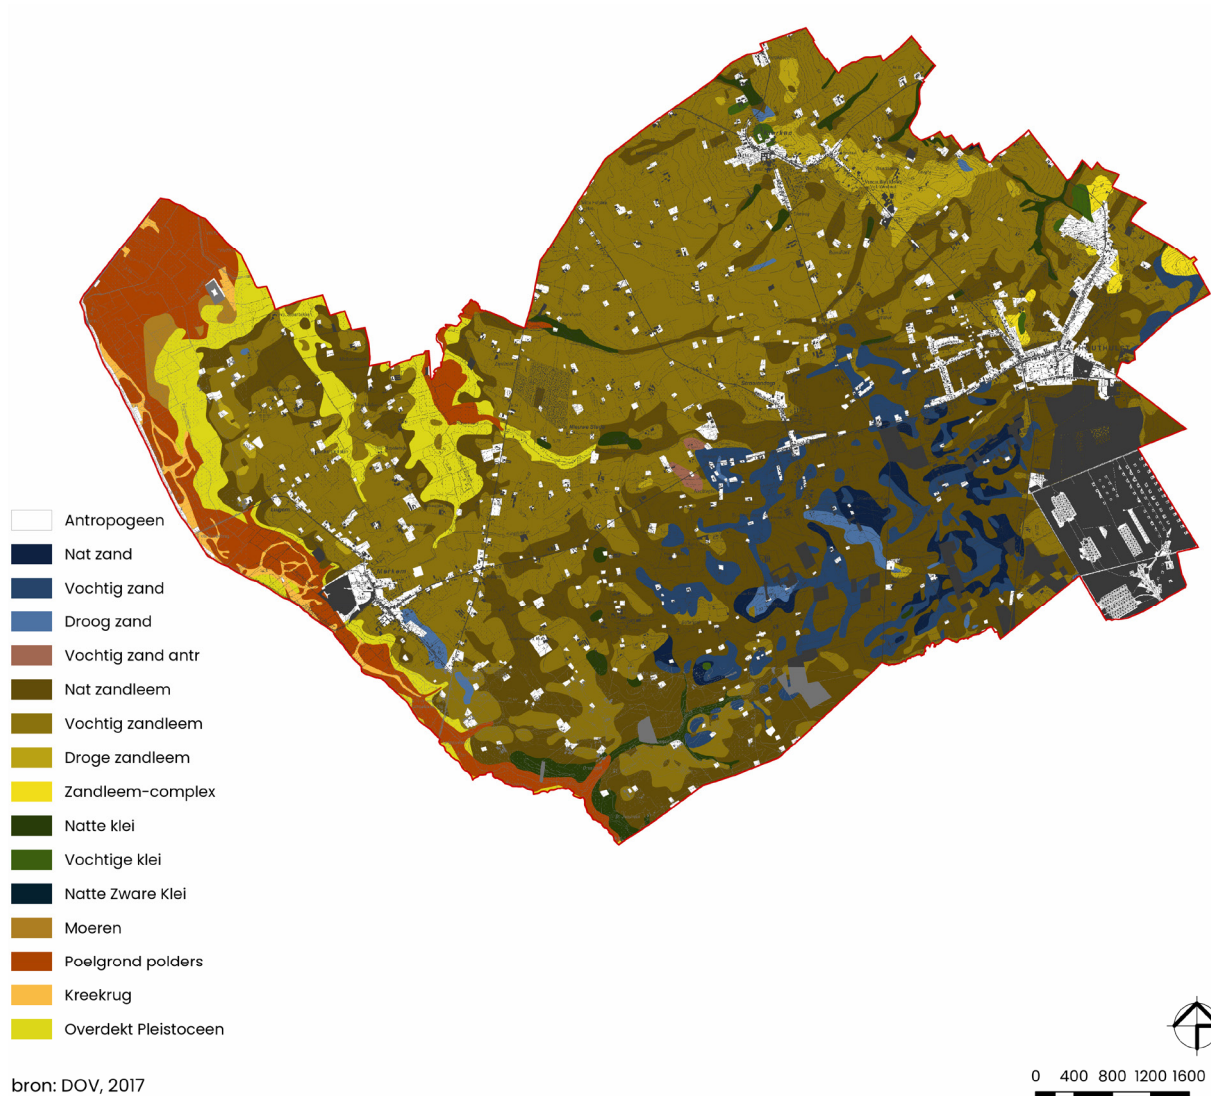 Antropogeen
Nat zand
Vochtig zand
Droog zand
Vochtig zand antr
Nat zandleem
Vochtig zandleem
Droge zandleem
Zandleem-complex
Natte klei
Vochtige klei
Natte Zware Klei
Moeren
Poelgrond polders
Kreekrug
Overdekt Pleistoceen
bron: DOV, 2017
0 400 800 1200 1600